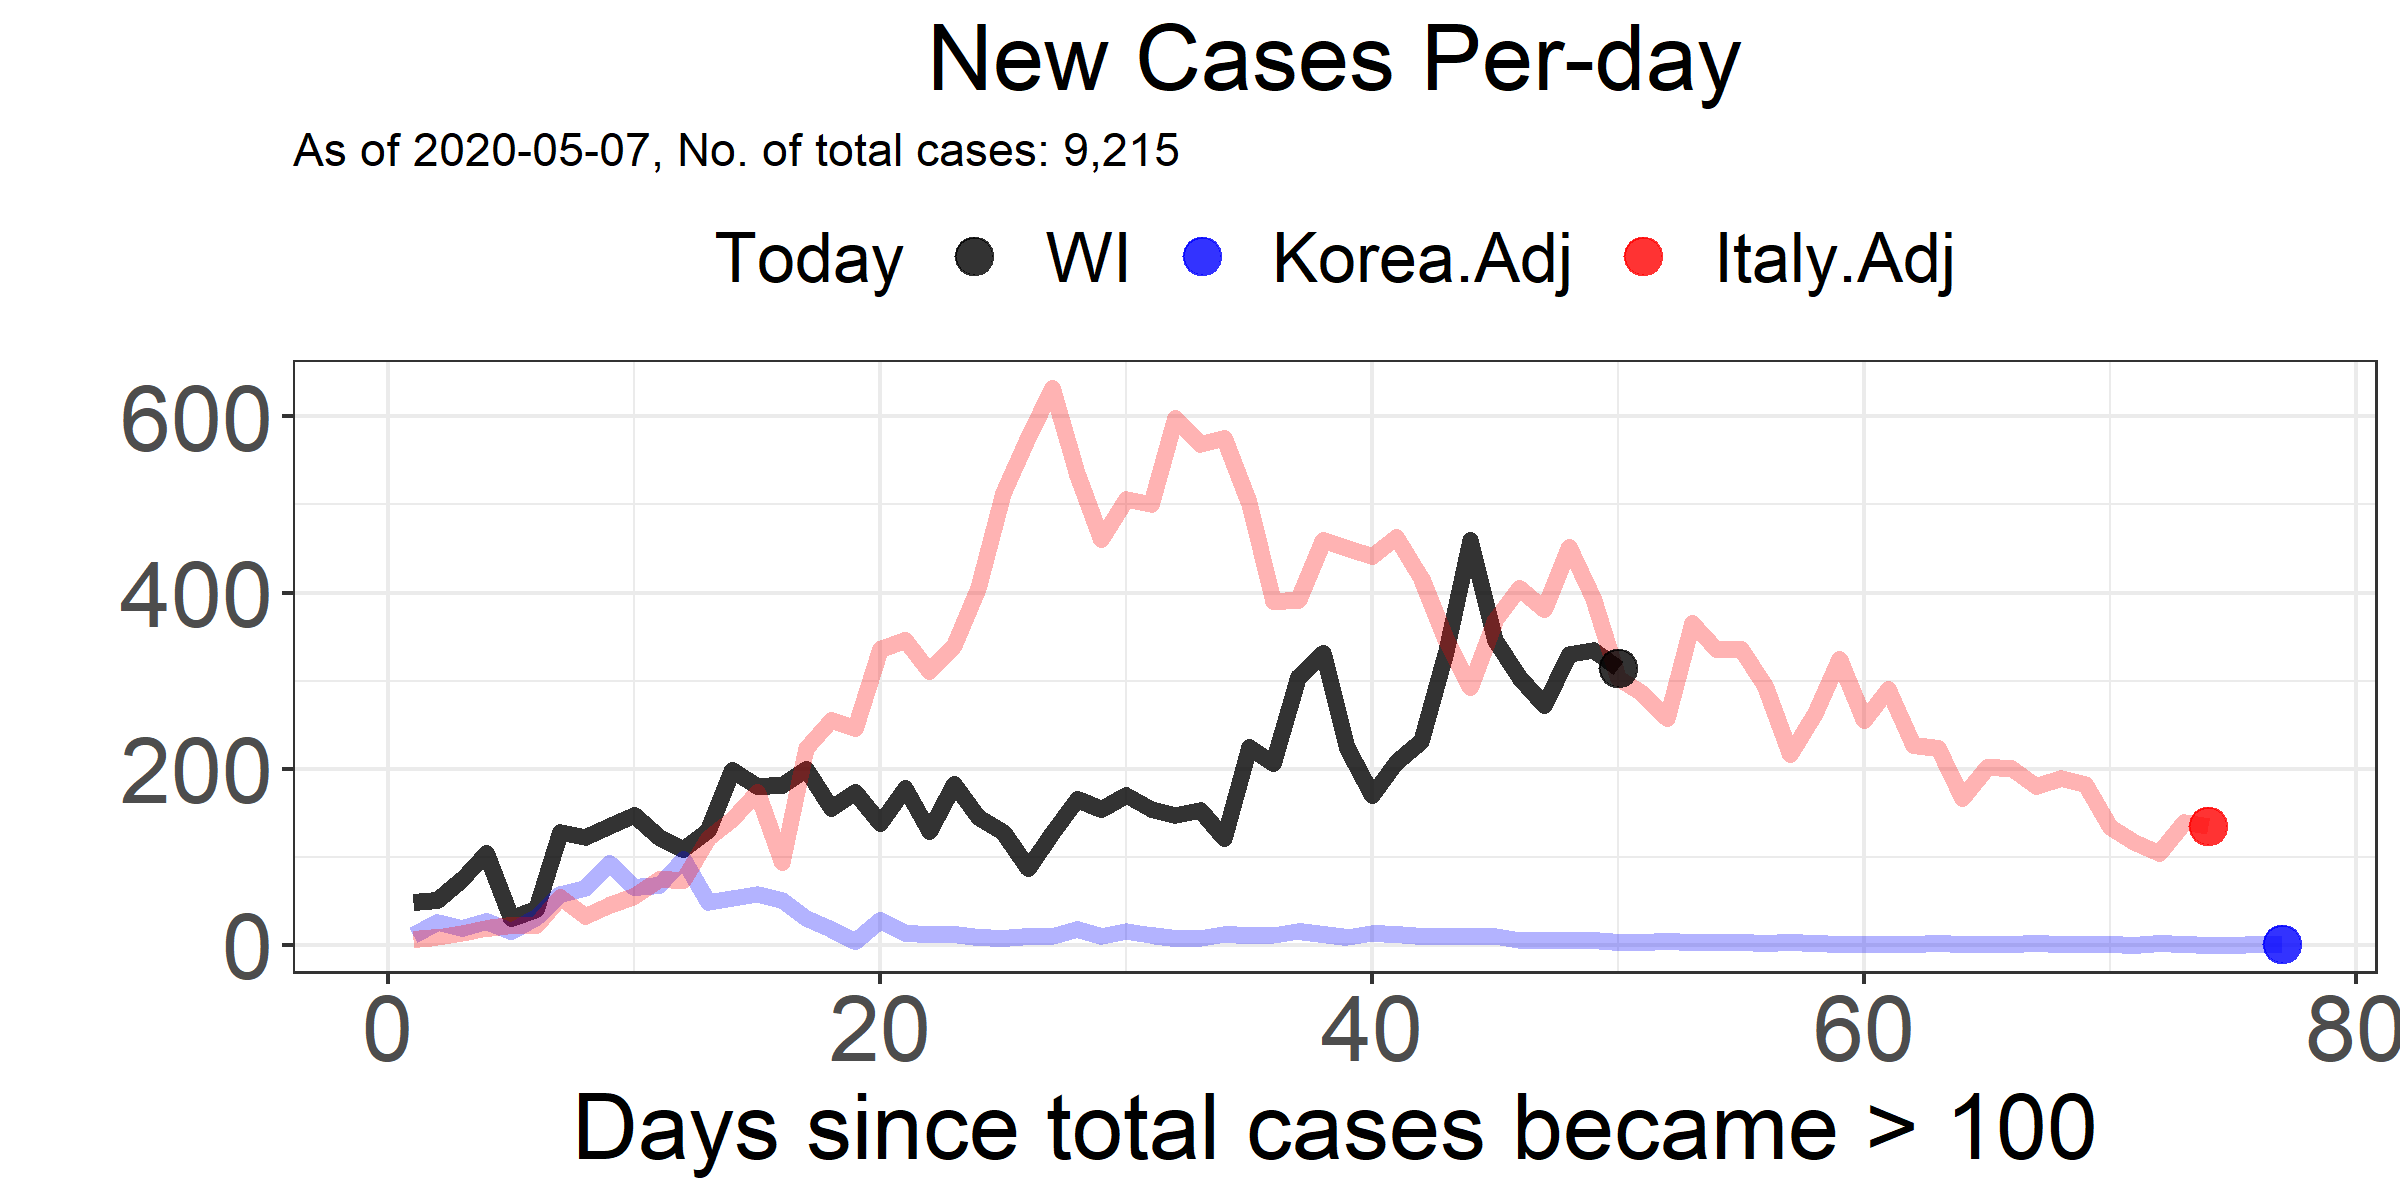 New Cases Per-day
As of 2020-05-07, No. of total cases: 9,215
Today WI Korea.Adj Italy.Adj
600
400
200
0
0 20 40 60 80
Days since total cases became > 100